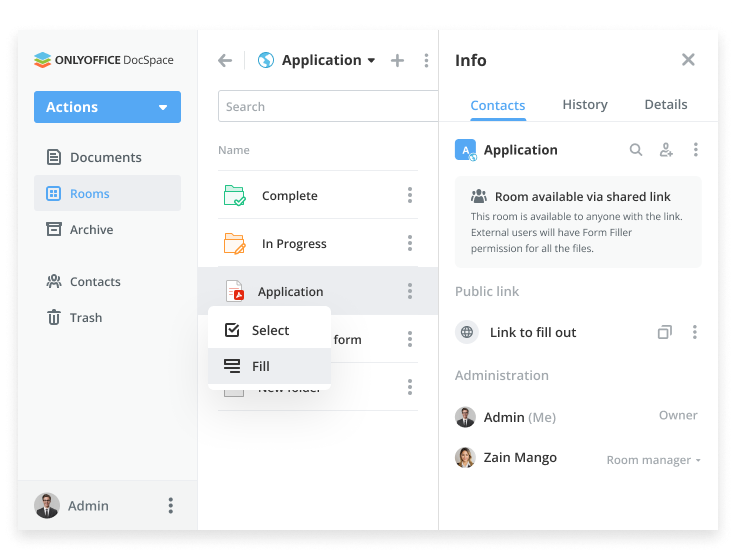 ONLYOFFICE DocSpace
Actions
Documents
Rooms
Archive
Contacts
Trash
Admin
Application
Search
Name
Complete
In Progress
Application
Select
form
Fill
New folder
Info
Contacts History Details
A Application
Room available via shared link
This room is available to anyone with the link.
External users will have Form Filler
permission for all the files.
Public link
Link to fill out
Administration
Admin (Me) Owner
Zain Mango Room manager